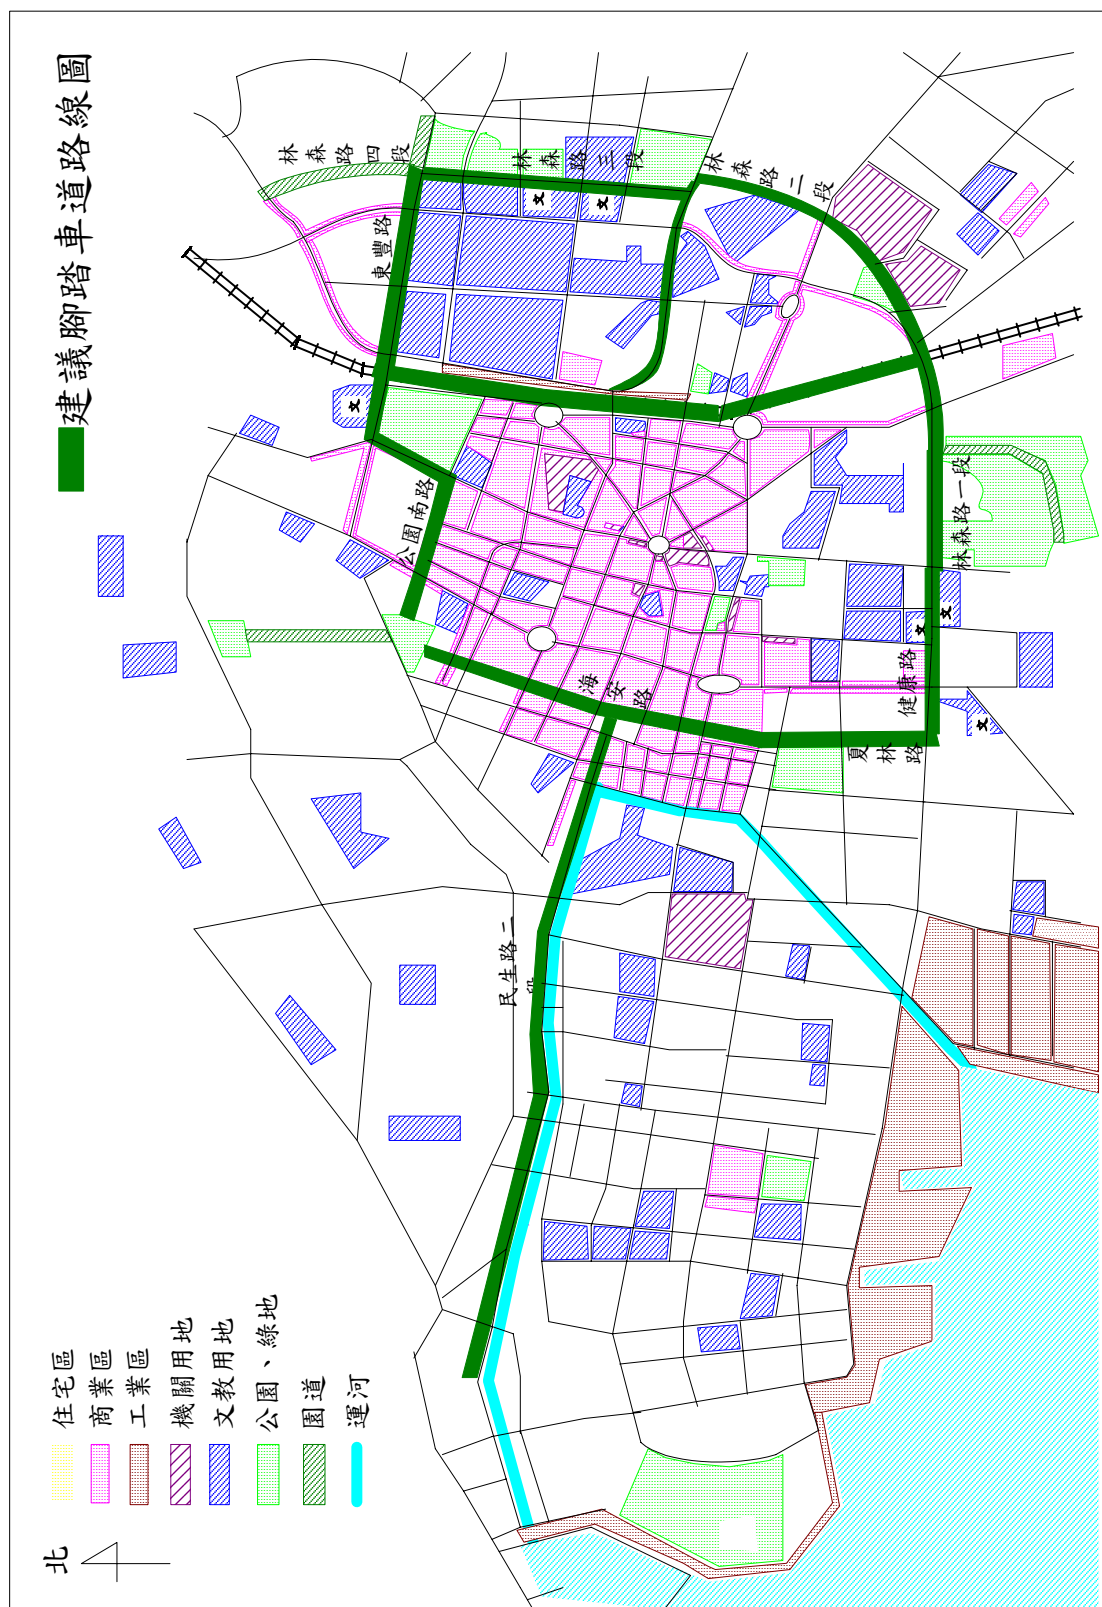 建議腳踏車道路線圖
林森路四段
林森路三段
林森路二段
東豐路
文
文
文
公園南路
林森路一段
海安路
健康路
文
文
文
夏林路
民生路二段
住宅區
商業區
工業區
機關用地
文教用地
公園、綠地
園道
運河
北